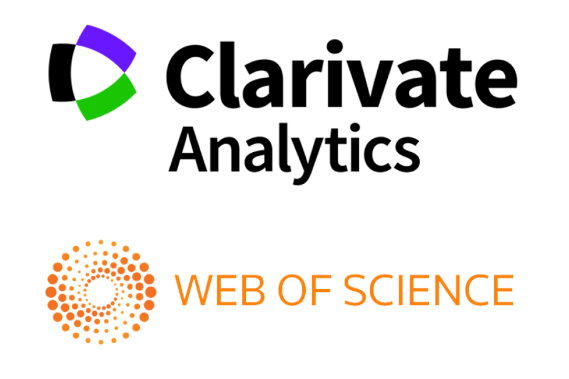 Clarivate
Analytics
WEB OF SCIENCE